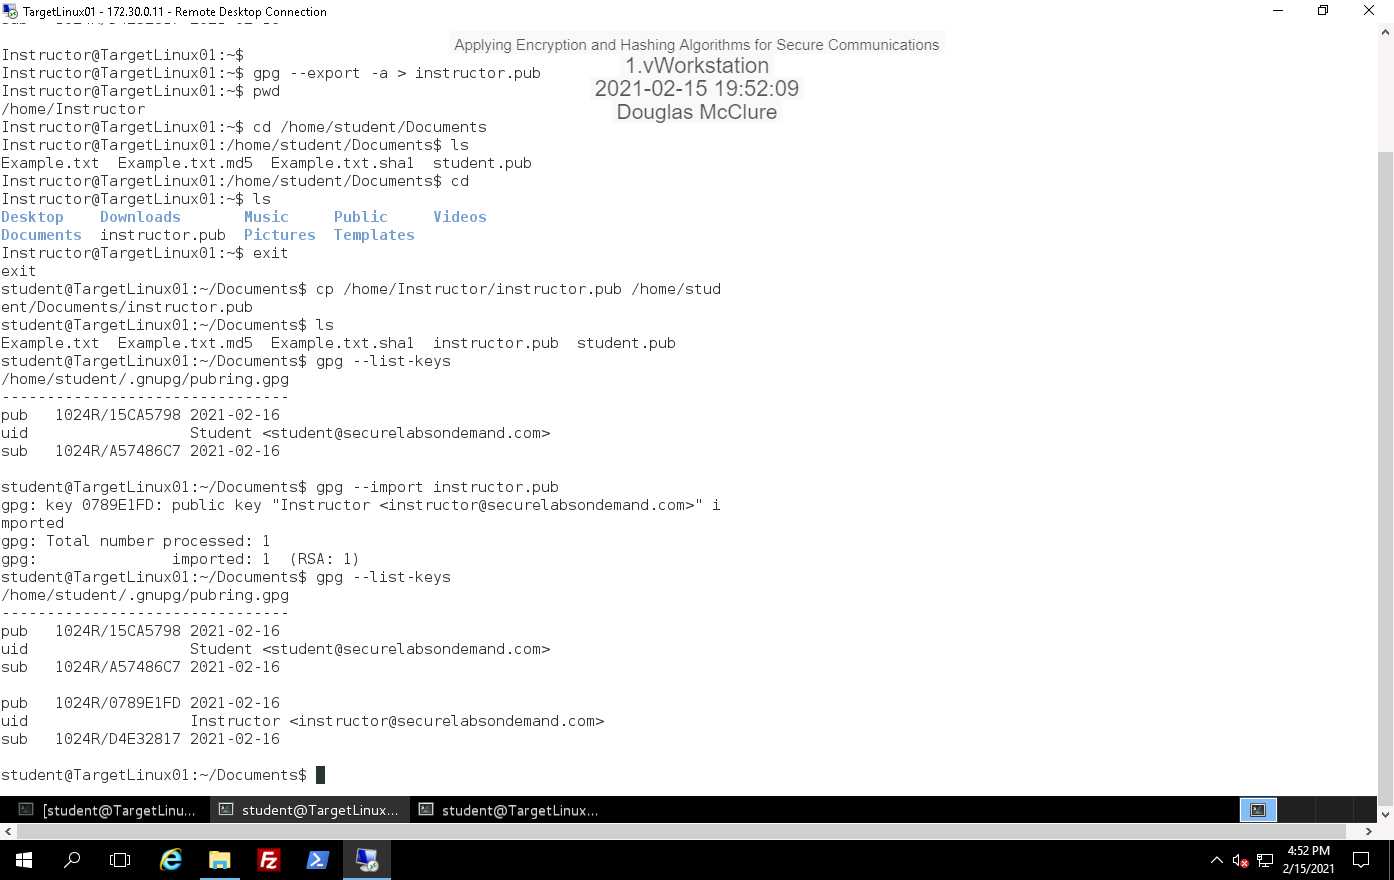 TargetLinux01 - 172.30.0.11 - Remote Desktop Connection
Applying Encryption and Hashing Algorithms for Secure Communications
1.vWorkstation
2021-02-15 19:52:09
Douglas McClure
Instructor@TargetLinux01:~$
Instructor@TargetLinux01:~$ gpg --export -a > instructor.pub
Instructor@TargetLinux01:~$ pwd
/home/Instructor
Instructor@TargetLinux01:~$ cd /home/student/Documents
Instructor@TargetLinux01:/home/student/Documents$ ls
Example.txt  Example.txt.md5  Example.txt.sha1  student.pub
Instructor@TargetLinux01:/home/student/Documents$ cd
Instructor@TargetLinux01:~$ ls
Desktop    Downloads       Music     Public     Videos
Documents  instructor.pub  Pictures  Templates
Instructor@TargetLinux01:~$ exit
exit
student@TargetLinux01:~/Documents$ cp /home/Instructor/instructor.pub /home/stud
ent/Documents/instructor.pub
student@TargetLinux01:~/Documents$ ls
Example.txt  Example.txt.md5  Example.txt.sha1  instructor.pub  student.pub
student@TargetLinux01:~/Documents$ gpg --list-keys
/home/student/.gnupg/pubring.gpg
--------------------------------
pub   1024R/15CA5798 2021-02-16
uid                  Student <student@securelabsondemand.com>
sub   1024R/A57486C7 2021-02-16
student@TargetLinux01:~/Documents$ gpg --import instructor.pub
gpg: key 0789E1FD: public key "Instructor <instructor@securelabsondemand.com>" i
mported
gpg: Total number processed: 1
gpg:               imported: 1  (RSA: 1)
student@TargetLinux01:~/Documents$ gpg --list-keys
/home/student/.gnupg/pubring.gpg
--------------------------------
pub   1024R/15CA5798 2021-02-16
uid                  Student <student@securelabsondemand.com>
sub   1024R/A57486C7 2021-02-16
pub   1024R/0789E1FD 2021-02-16
uid                  Instructor <instructor@securelabsondemand.com>
sub   1024R/D4E32817 2021-02-16
student@TargetLinux01:~/Documents$
[student@TargetLinu...
student@TargetLinux...
student@TargetLinux...
4:52 PM
2/15/2021